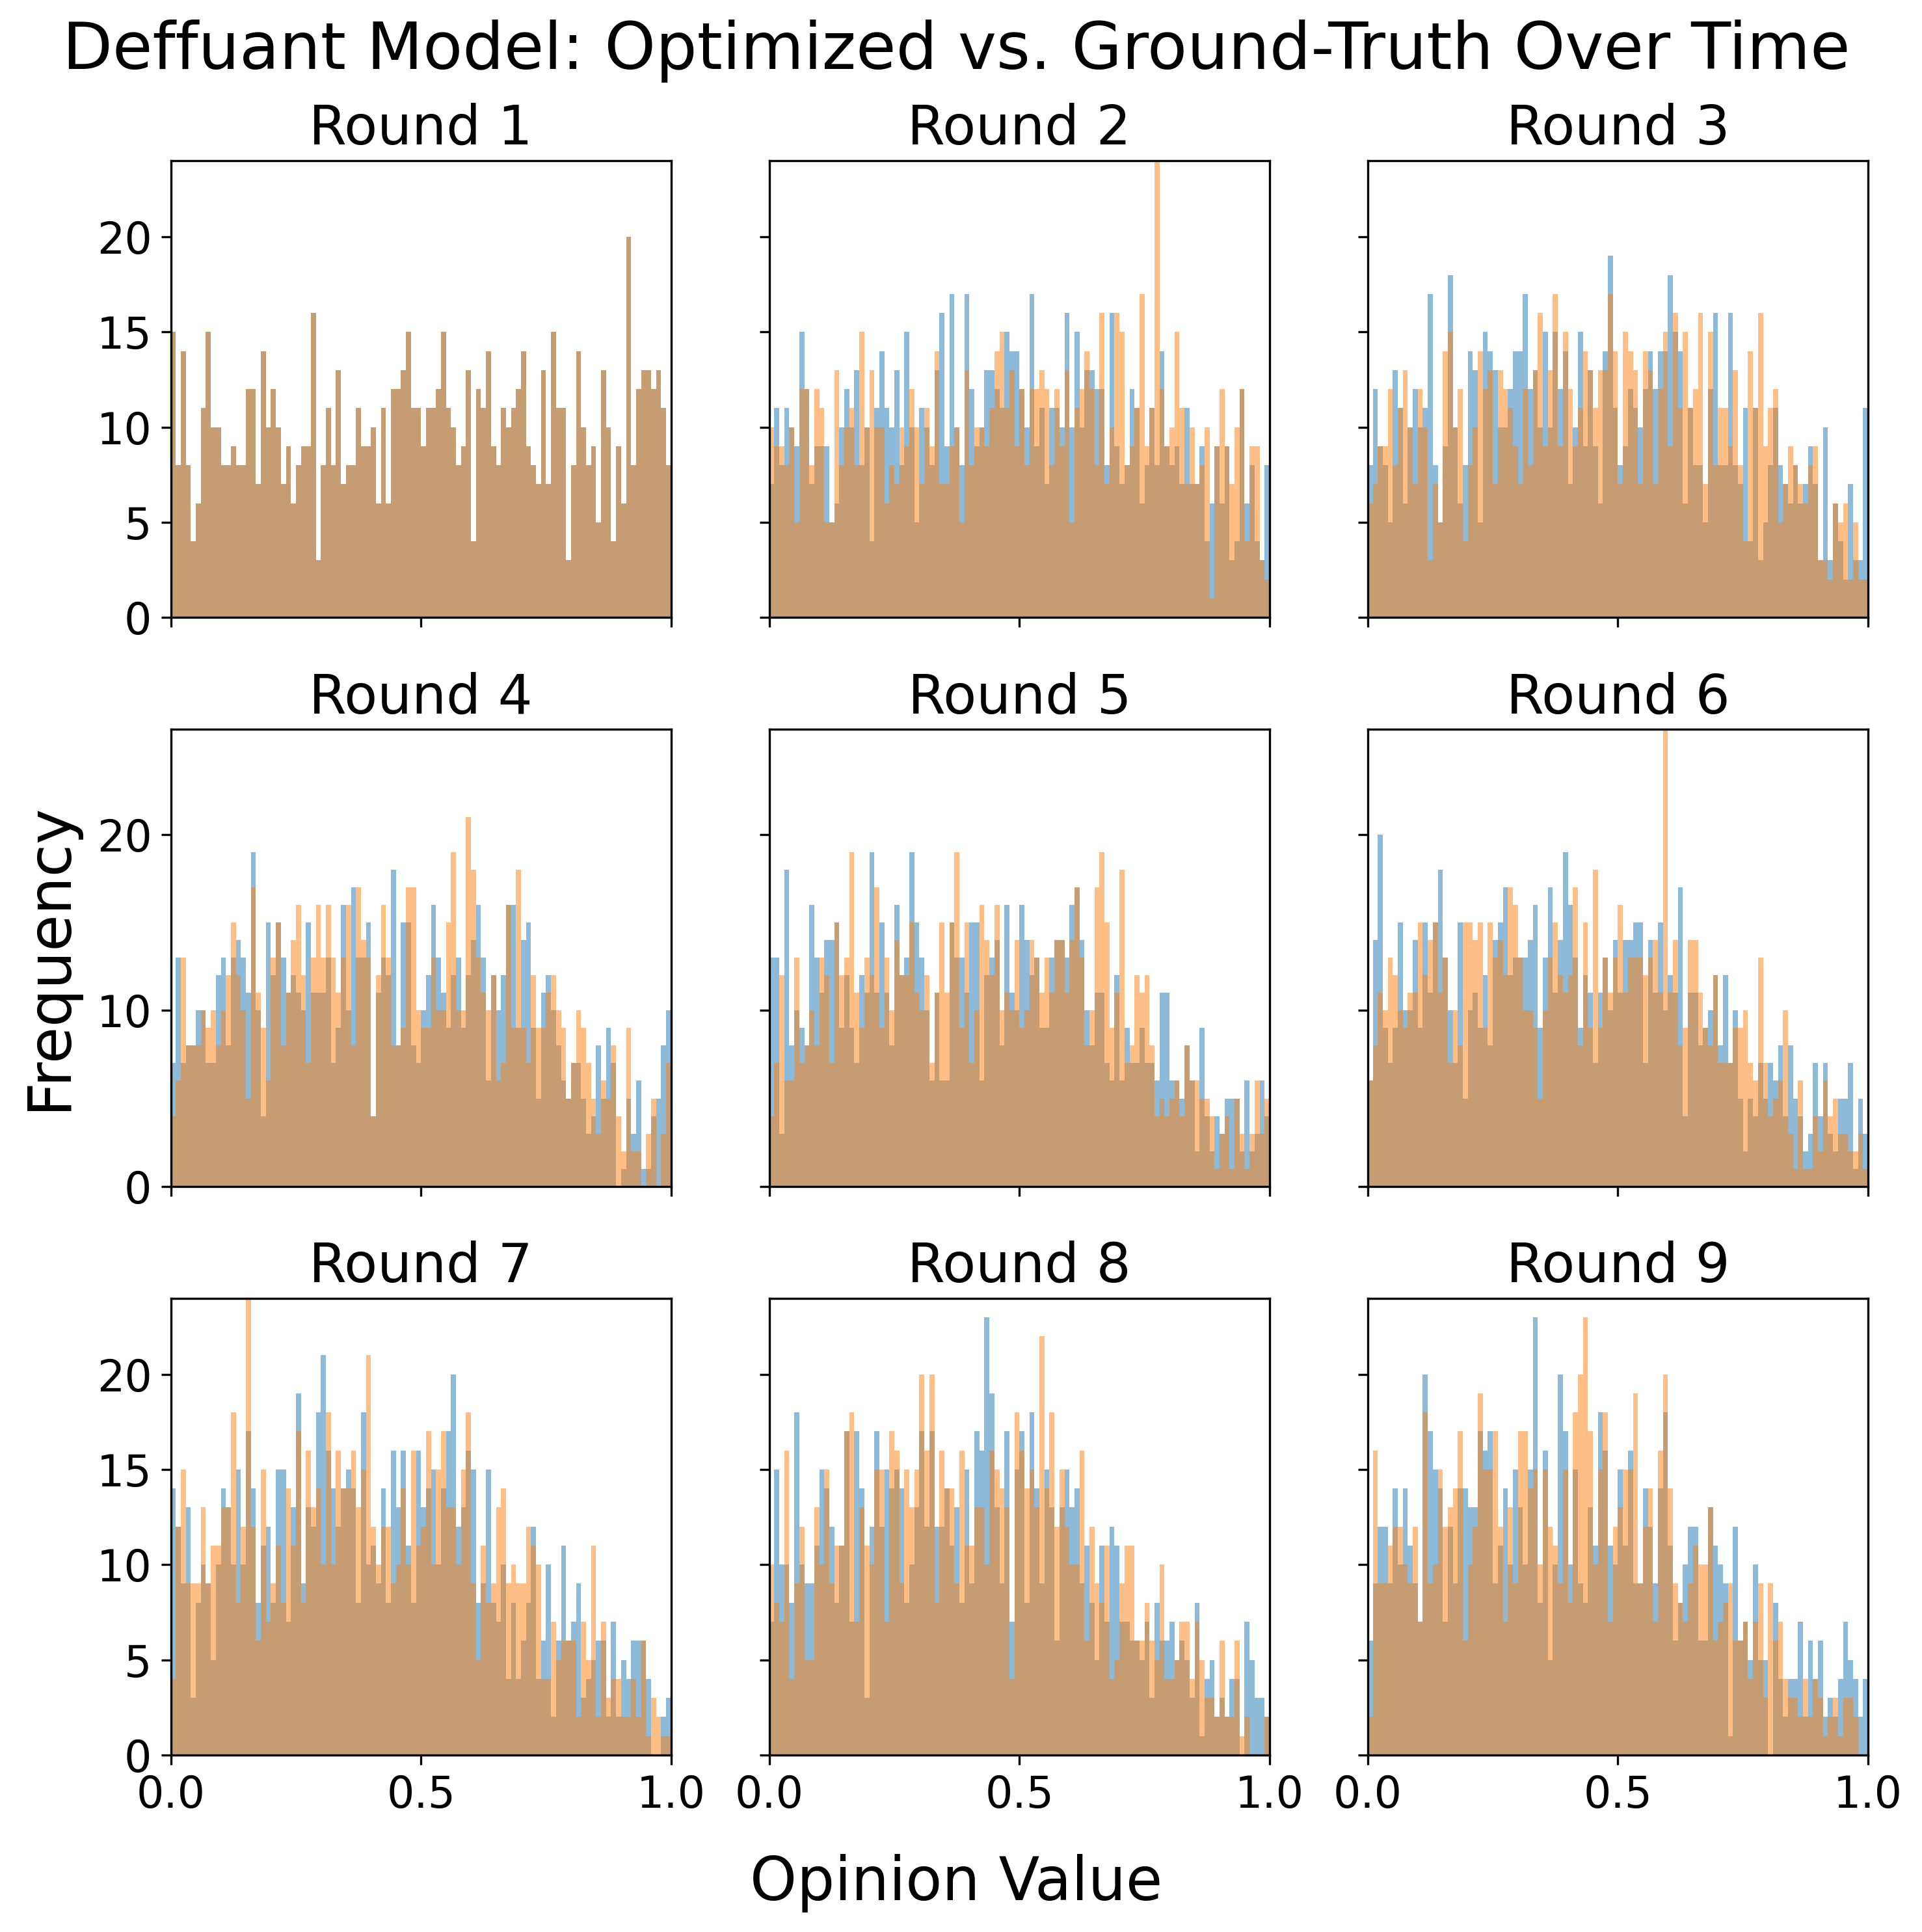 Deffuant Model: Optimized vs. Ground-Truth Over Time
Round 1
Round 2
Round 3
20
15
10
5
0
Round 4
Round 5
Round 6
20
10
0
Frequency
Round 7
Round 8
Round 9
20
15
10
5
0
0.0 0.5 1.0 0.0 0.5 1.0 0.0 0.5 1.0
Opinion Value